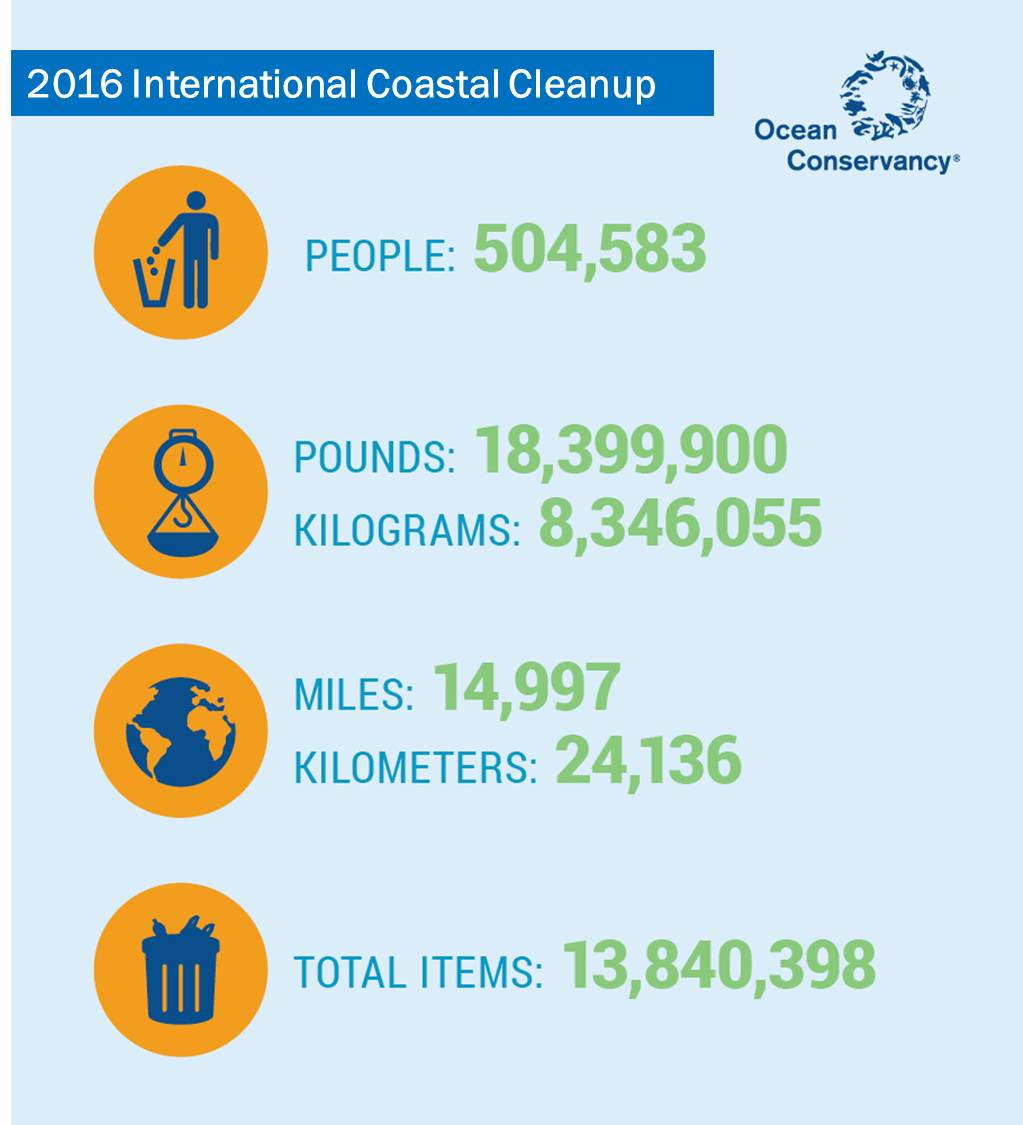 2016 International Coastal Cleanup
Ocean
Conservancy®
PEOPLE: 504,583
POUNDS: 18,399,900
KILOGRAMS: 8,346,055
MILES: 14,997
KILOMETERS: 24,136
TOTAL ITEMS: 13,840,398